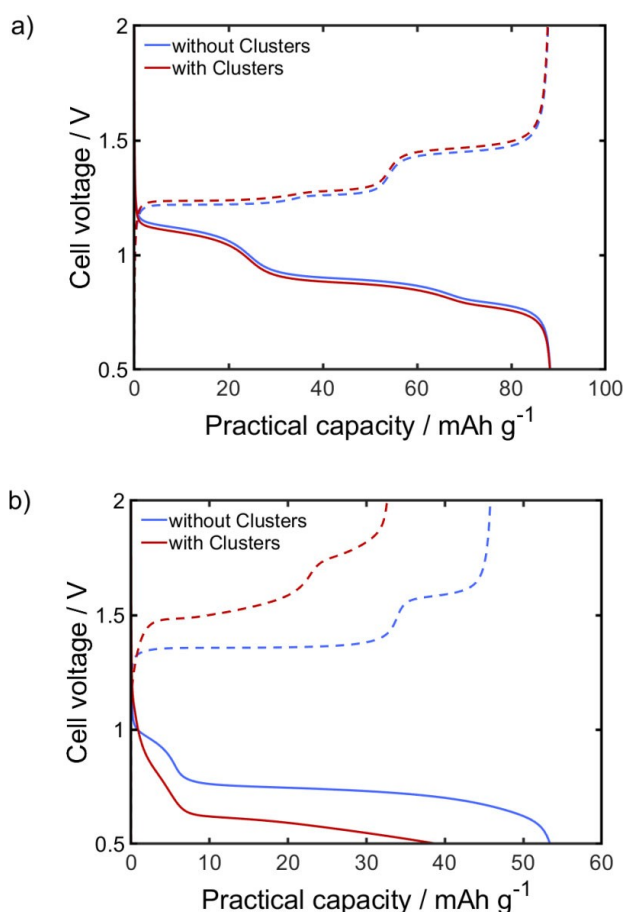 a)
2
1.5
1
0.5
Cell voltage / V
without Clusters
with Clusters
0 20 40 60 80 100
Practical capacity / mAh g⁻¹
b)
2
1.5
1
0.5
Cell voltage / V
without Clusters
with Clusters
0 10 20 30 40 50 60
Practical capacity / mAh g⁻¹